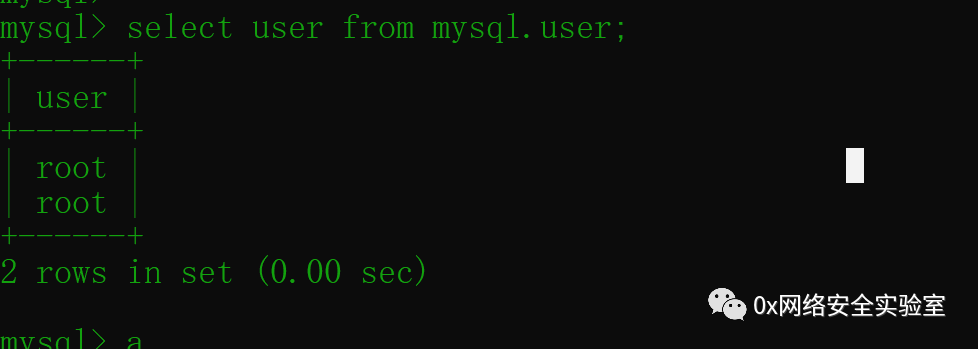 mysql>
mysql> select user from mysql.user;
+------+
| user |
+------+
| root |
| root |
+------+
2 rows in set (0.00 sec)
mysql> a
0x网络安全实验室